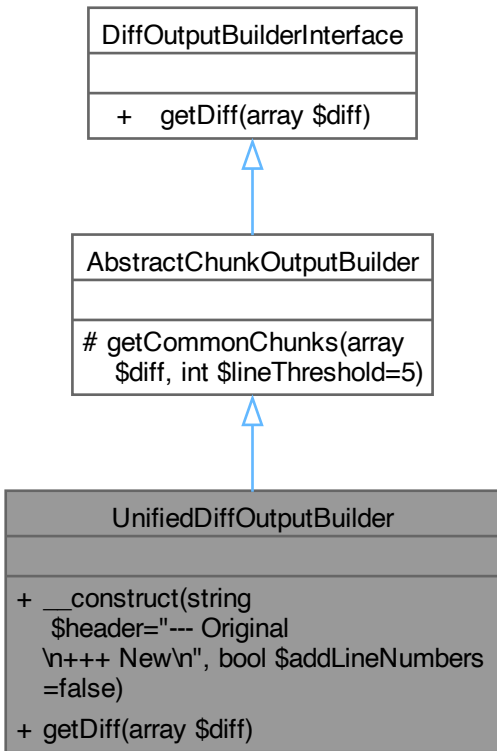 DiffOutputBuilderInterface
+ getDiff(array $diff)
AbstractChunkOutputBuilder
# getCommonChunks(array
$diff, int $lineThreshold=5)
UnifiedDiffOutputBuilder
+ __construct(string
$header="--- Original
\n+++ New\n", bool $addLineNumbers
=false)
+ getDiff(array $diff)